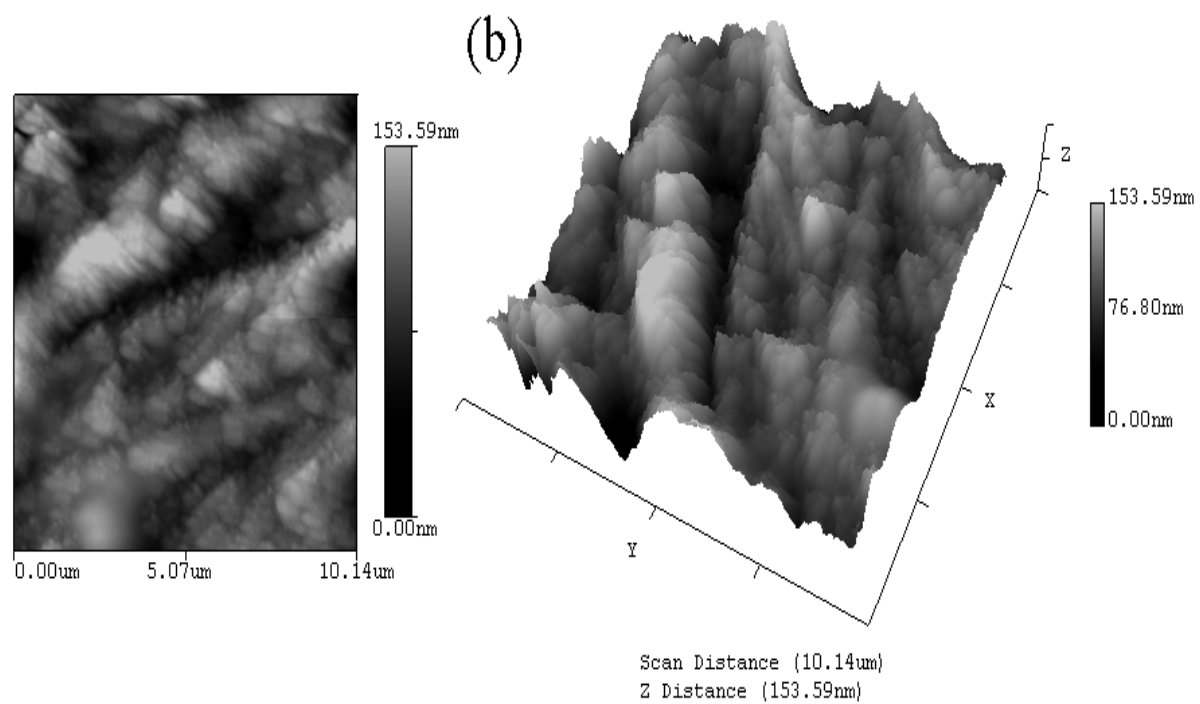 (b)
153.59nm
0.00nm
0.00um 5.07um 10.14um
Z
153.59nm
76.80nm
0.00nm
X
Y
Scan Distance (10.14um)
Z Distance (153.59nm)